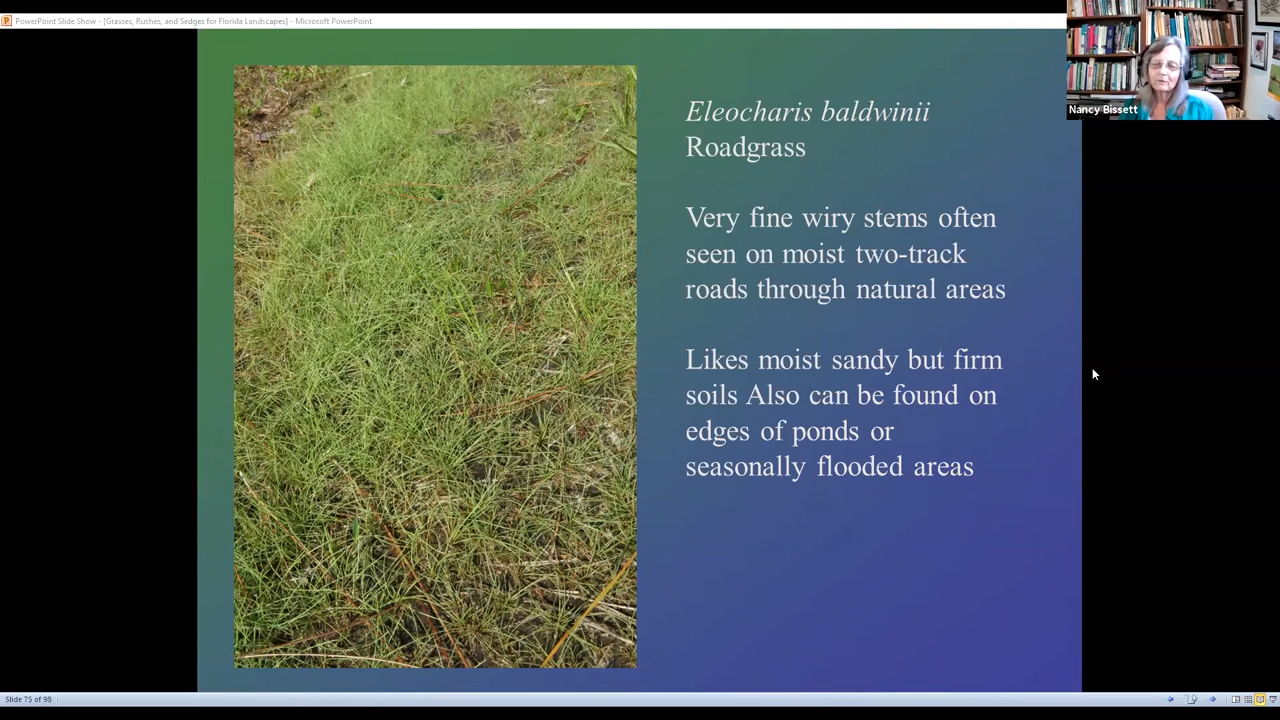 PowerPoint Slide Show - [Grasses, Rushes, and Sedges for Florida Landscapes] - Microsoft PowerPoint
Nancy Bissett
Eleocharis baldwinii
Roadgrass
Very fine wiry stems often
seen on moist two-track
roads through natural areas
Likes moist sandy but firm
soils Also can be found on
edges of ponds or
seasonally flooded areas
Slide 75 of 98